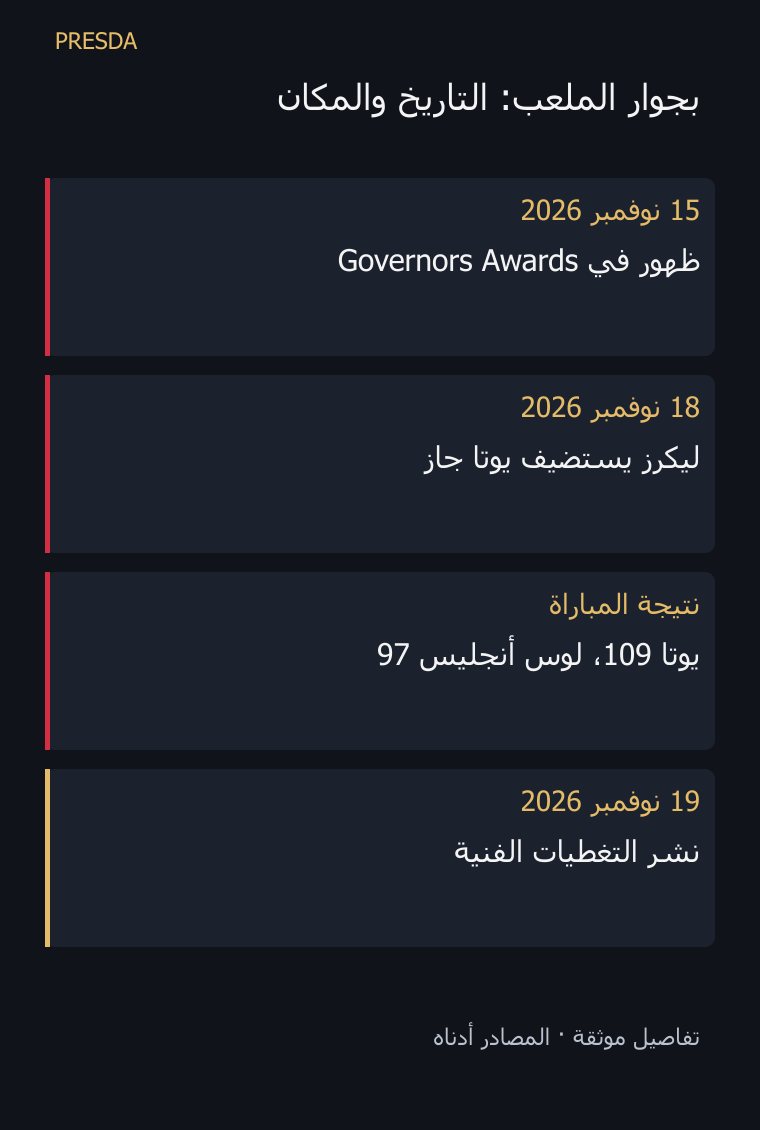 PRESDA
بجوار الملعب: التاريخ والمكان
15 نوفمبر 2026
ظهور في Governors Awards
18 نوفمبر 2026
ليكرز يستضيف يوتا جاز
نتيجة المباراة
يوتا 109، لوس أنجليس 97
19 نوفمبر 2026
نشر التغطيات الفنية
تفاصيل موثقة · المصادر أدناه